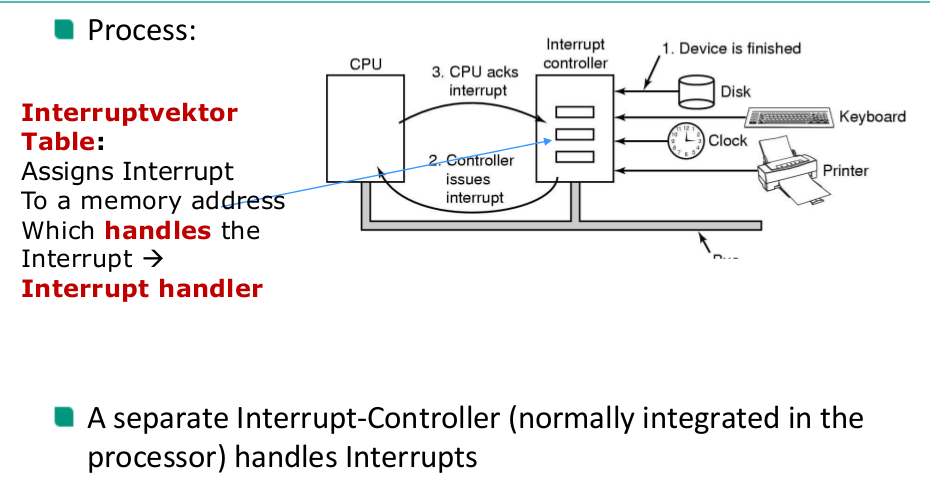 Process:
Interruptvektor
Table:
Assigns Interrupt
To a memory address
Which handles the
Interrupt →
Interrupt handler
CPU
3. CPU acks
interrupt
2. Controller
issues
interrupt
Interrupt
controller
1. Device is finished
Disk
Keyboard
Clock
Printer
A separate Interrupt-Controller (normally integrated in the
processor) handles Interrupts